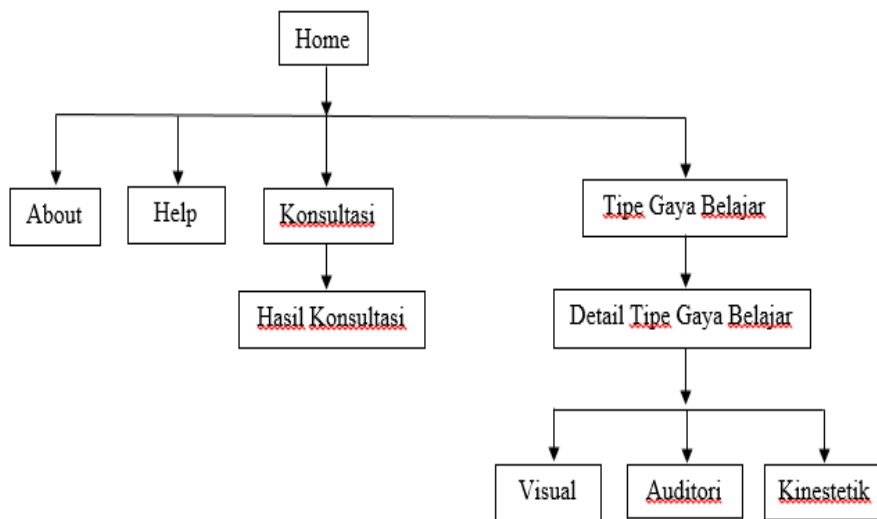 Home
About
Help
Konsultasi
Tipe Gaya Belajar
Hasil Konsultasi
Detail Tipe Gaya Belajar
Visual
Auditori
Kinestetik